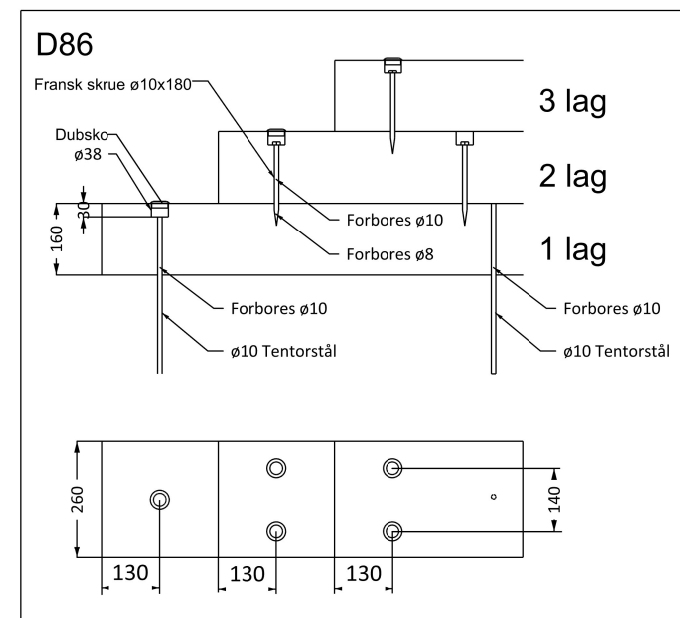 D86
Fransk skrue ø10x180
3 lag
Dubsko
ø38
2 lag
30
Forbores ø10
160
Forbores ø8
1 lag
Forbores ø10
Forbores ø10
ø10 Tentorstål
ø10 Tentorstål
260
140
130
130
130